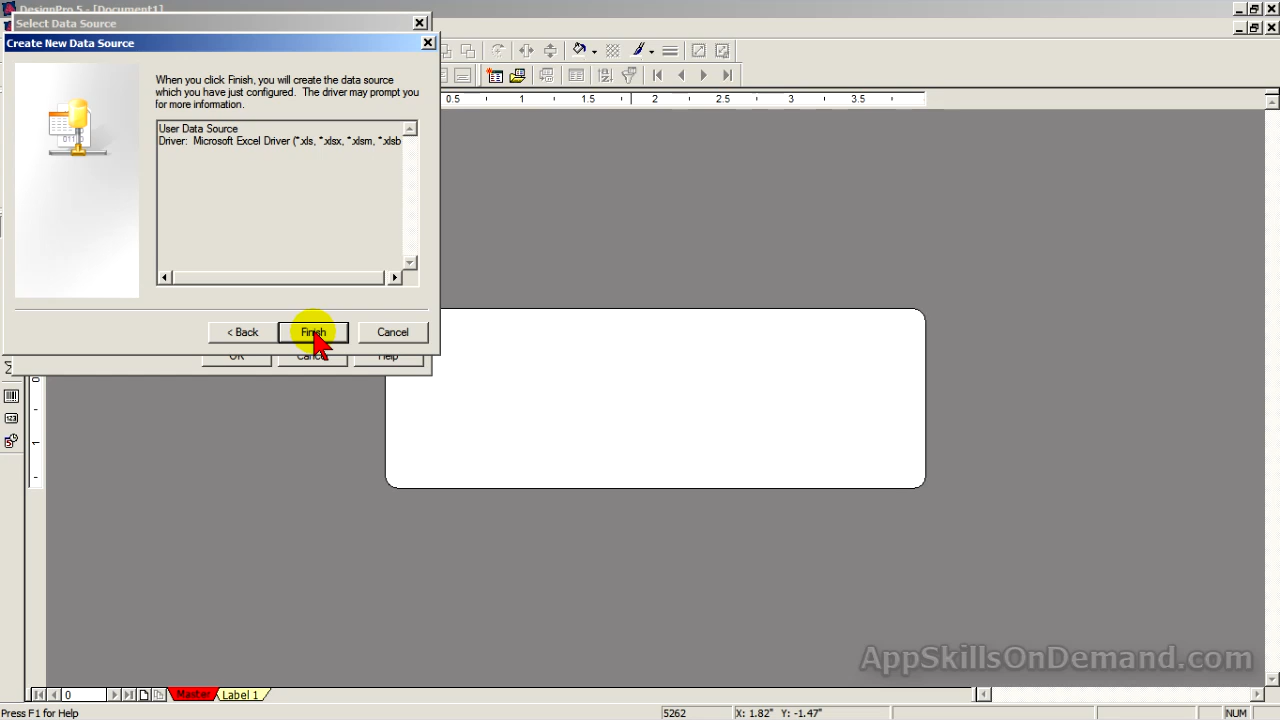 DesignPro 5 - [Document1]
Select Data Source
Create New Data Source
When you click Finish, you will create the data source
which you have just configured. The driver may prompt you
for more information.
User Data Source
Driver: Microsoft Excel Driver (*.xls, *.xlsx, *.xlsm, *.xlsb
< Back
Finish
Cancel
OK
Cancel
Help
0.5 1 1.5 2 2.5 3 3.5
0
1
123
0
Master
Label 1
AppSkillsOnDemand.com
Press F1 for Help
5262
X: 1.82" Y: -1.47"
NUM